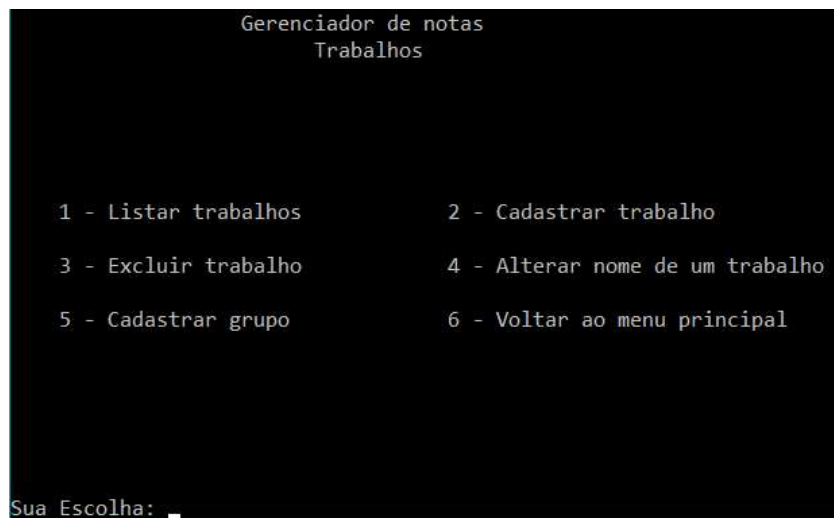 Gerenciador de notas
Trabalhos
1 - Listar trabalhos 2 - Cadastrar trabalho
3 - Excluir trabalho 4 - Alterar nome de um trabalho
5 - Cadastrar grupo 6 - Voltar ao menu principal
Sua Escolha: